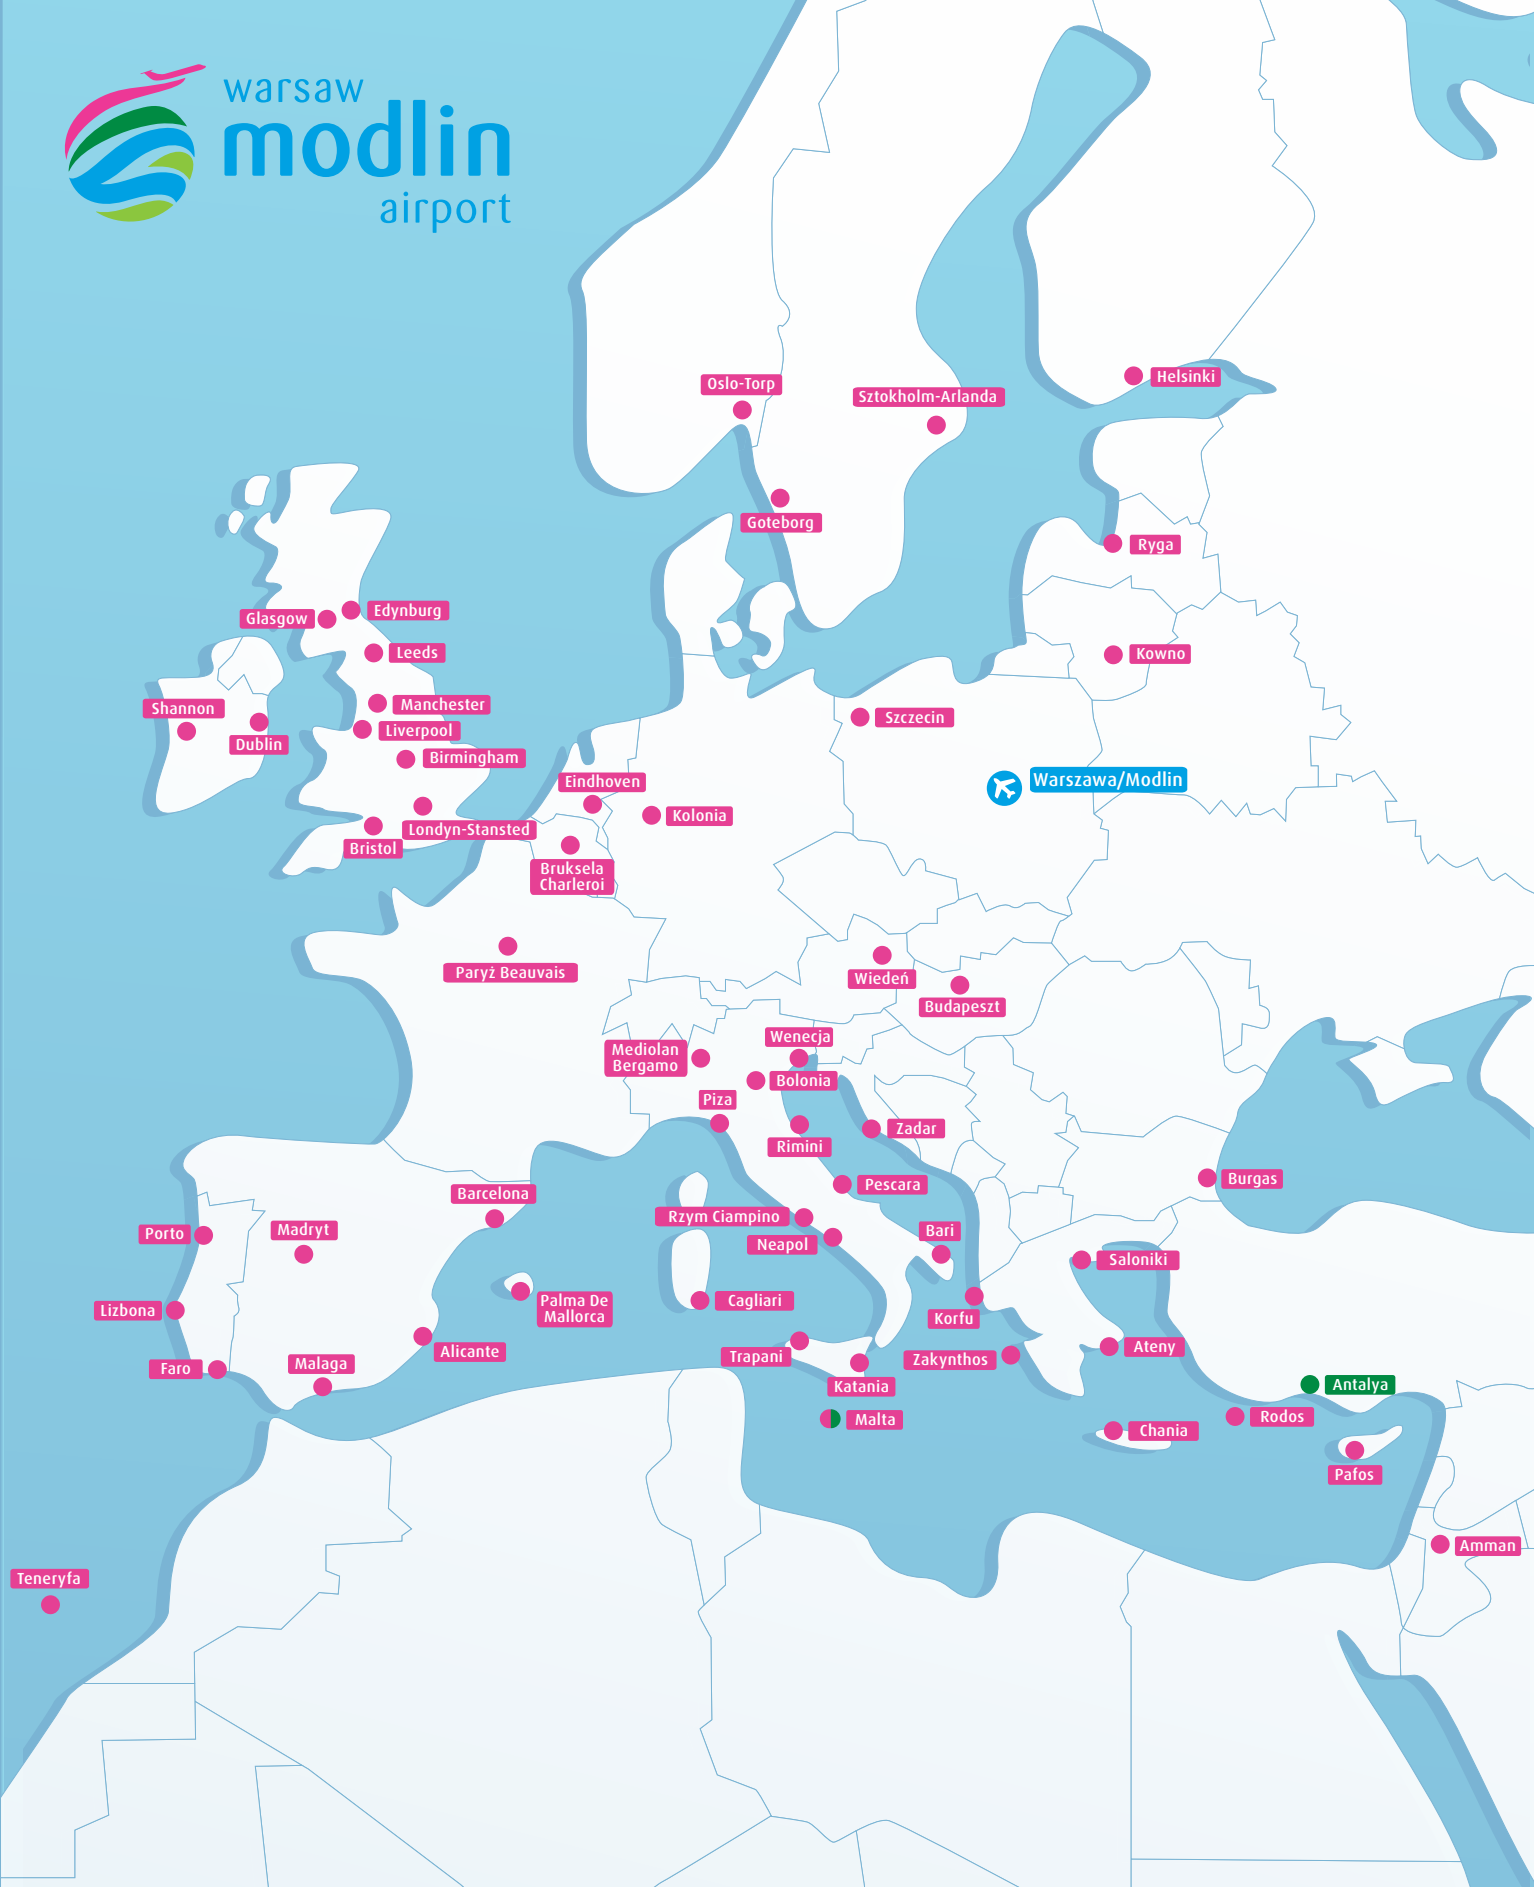 warsaw
modlin
airport
Helsinki
Oslo-Torp
Sztokholm-Arlanda
Goteborg
Ryga
Edynburg
Glasgow
Leeds
Kowno
Manchester
Shannon
Szczecin
Liverpool
Dublin
Birmingham
Eindhoven
Warszawa/Modlin
Kolonia
Londyn-Stansted
Bristol
Bruksela
Charleroi
Paryż Beauvais
Wiedeń
Budapeszt
Wenecja
Mediolan
Bergamo
Bolonia
Piza
Zadar
Rimini
Burgas
Pescara
Barcelona
Rzym Ciampino
Madryt
Porto
Bari
Neapol
Saloniki
Palma De
Mallorca
Cagliari
Lizbona
Korfu
Ateny
Alicante
Trapani
Zakynthos
Malaga
Faro
Antalya
Katania
Rodos
Malta
Chania
Pafos
Amman
Teneryfa